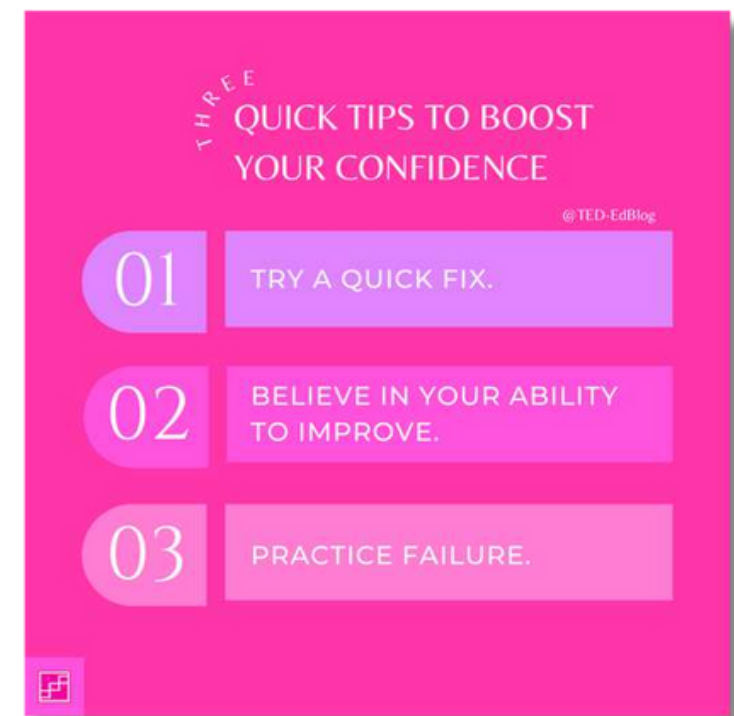 THREE
QUICK TIPS TO BOOST
YOUR CONFIDENCE
@TED-EdBlog
01
TRY A QUICK FIX.
02
BELIEVE IN YOUR ABILITY
TO IMPROVE.
03
PRACTICE FAILURE.